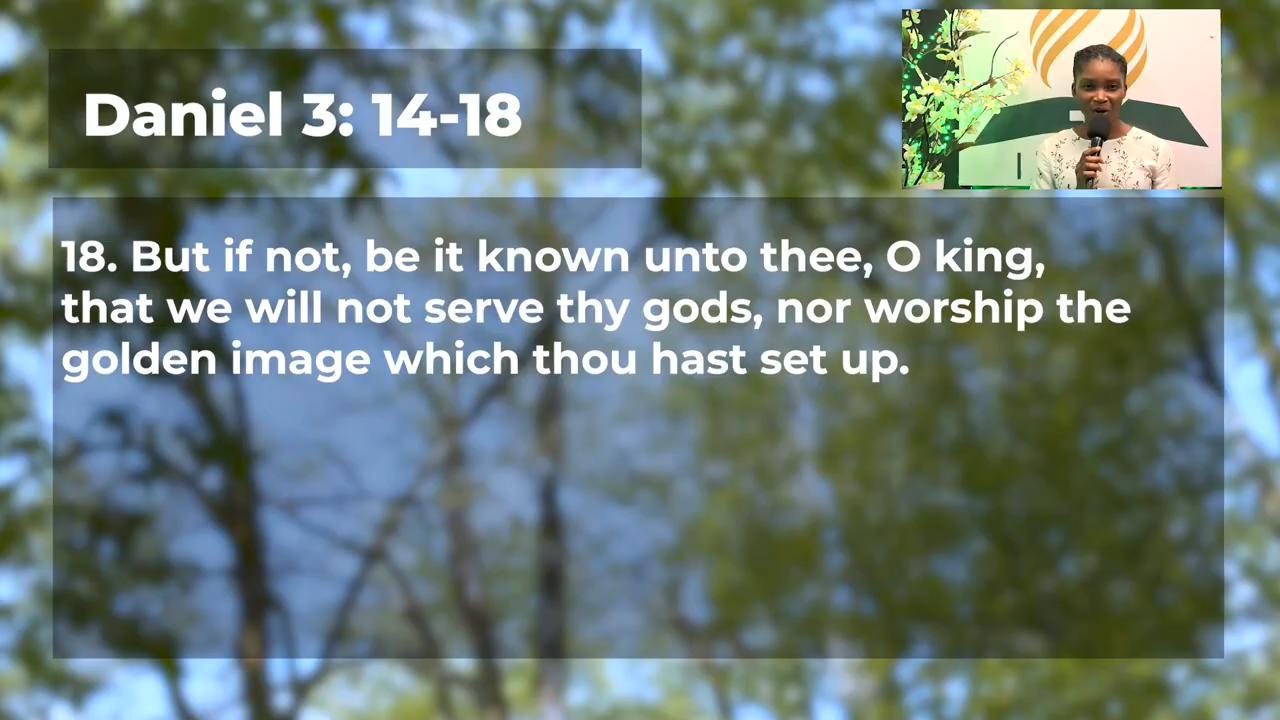 Daniel 3: 14-18
18. But if not, be it known unto thee, O king,
that we will not serve thy gods, nor worship the
golden image which thou hast set up.